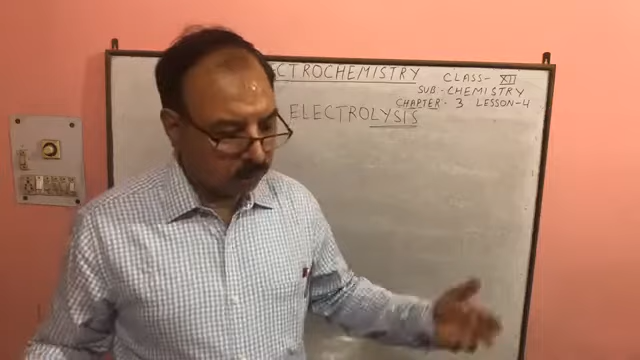 CTROCHEMISTRY
CLASS- XII
SUB-CHEMISTRY
CHAPTER- 3 LESSON-4
ELECTROLYSIS